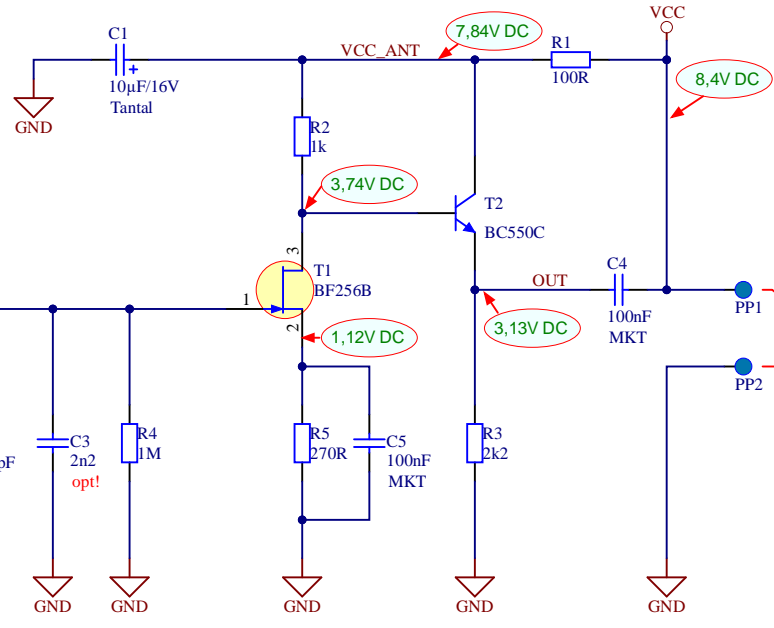 VCC
C1
7,84V DC
VCC_ANT
R1
10µF/16V
100R
Tantal
8,4V DC
GND
R2
1k
3,74V DC
T2
BC550C
3
T1
BF256B
C4
OUT
1
100nF
MKT
PP1
2
1,12V DC
3,13V DC
PP2
C3
2n2
opt!
pF
R4
1M
R5
270R
C5
100nF
MKT
R3
2k2
GND
GND
GND
GND
GND